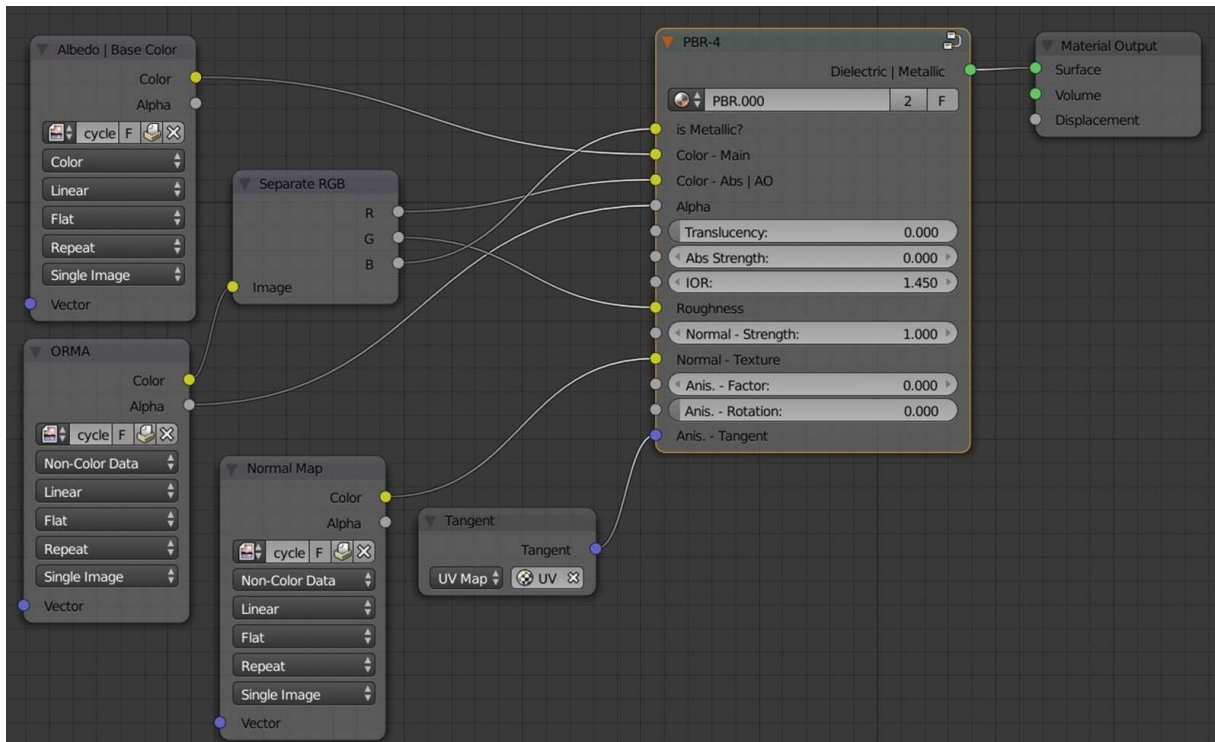 Albedo | Base Color
Color
Alpha
cycle F
Color
Linear
Flat
Repeat
Single Image
Vector
ORMA
Color
Alpha
cycle F
Non-Color Data
Linear
Flat
Repeat
Single Image
Vector
Separate RGB
R
G
B
Image
Normal Map
Color
Alpha
cycle F
Non-Color Data
Linear
Flat
Repeat
Single Image
Vector
Tangent
Tangent
UV Map UV
PBR-4
Dielectric | Metallic
PBR.000 2 F
is Metallic?
Color - Main
Color - Abs | AO
Alpha
Translucency: 0.000
Abs Strength: 0.000
IOR: 1.450
Roughness
Normal - Strength: 1.000
Normal - Texture
Anis. - Factor: 0.000
Anis. - Rotation: 0.000
Anis. - Tangent
Material Output
Surface
Volume
Displacement